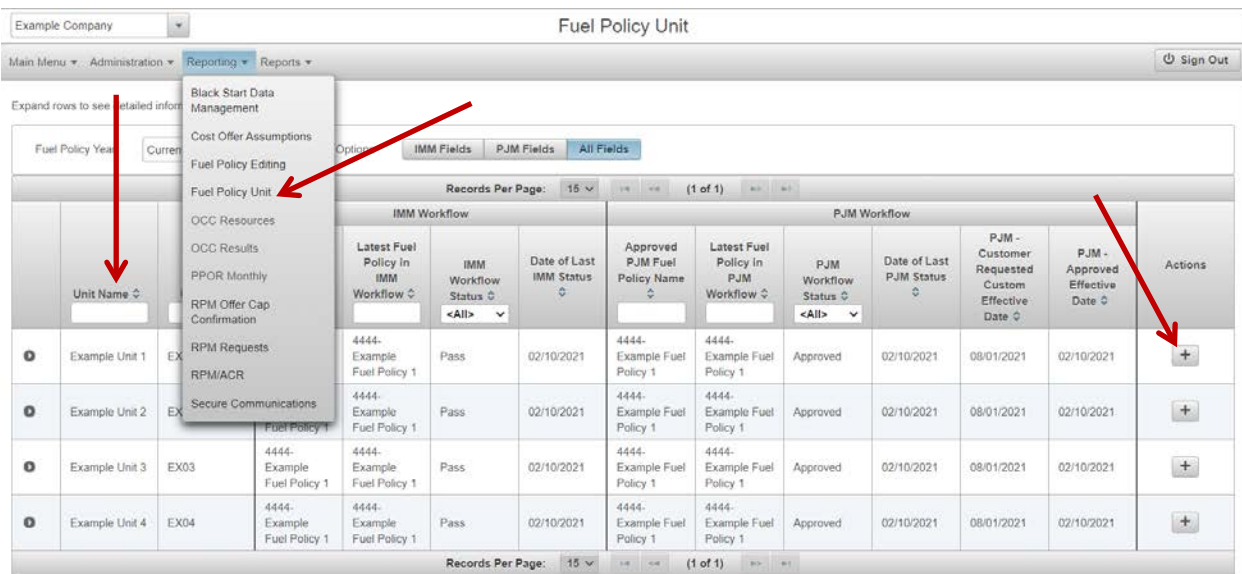 Example Company
Fuel Policy Unit
Main Menu Administration Reporting Reports Sign Out
Expand rows to see detailed
Black Start Data
Management
Cost Offer Assumptions
Fuel Policy Editing
Fuel Policy Unit
OCC Resources
OCC Results
PPOR Monthly
RPM Offer Cap
Confirmation
RPM Requests
RPM/ACR
Secure Communications
Fuel Policy IMM Fields PJM Fields All Fields
Records Per Page: 15 (1 of 1)
IMM Workflow PJM Workflow
Unit Name
Latest Fuel
Policy in
IMM
Workflow
IMM
Workflow
Status
<All>
Date of Last
IMM Status
Approved
PJM Fuel
Policy Name
Latest Fuel
Policy in
PJM
Workflow
PJM
Workflow
Status
<All>
Date of Last
PJM Status
PJM -
Customer
Requested
Custom
Effective
Date
PJM -
Approved
Effective
Date
Actions
Example Unit 1
4444-
Example
Fuel Policy 1
Pass 02/10/2021
4444-
Example Fuel
Policy 1
4444-
Example Fuel
Policy 1
Approved 02/10/2021 08/01/2021 02/10/2021 +
Example Unit 2
Fuel Policy 1
4444-
Example
Fuel Policy 1
Pass 02/10/2021
4444-
Example Fuel
Policy 1
4444-
Example Fuel
Policy 1
Approved 02/10/2021 08/01/2021 02/10/2021 +
Example Unit 3 EX03
4444-
Example
Fuel Policy 1
4444-
Example
Fuel Policy 1
Pass 02/10/2021
4444-
Example Fuel
Policy 1
4444-
Example Fuel
Policy 1
Approved 02/10/2021 08/01/2021 02/10/2021 +
Example Unit 4 EX04
4444-
Example
Fuel Policy 1
4444-
Example
Fuel Policy 1
Pass 02/10/2021
4444-
Example Fuel
Policy 1
4444-
Example Fuel
Policy 1
Approved 02/10/2021 08/01/2021 02/10/2021 +
Records Per Page: 15 (1 of 1)